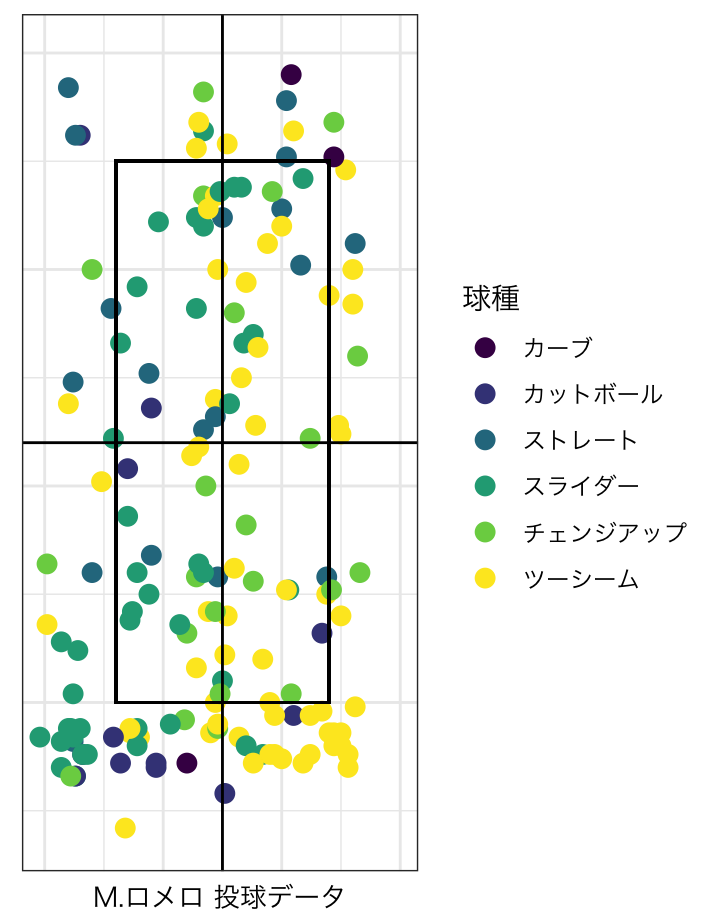 球種
カーブ
カットボール
ストレート
スライダー
チェンジアップ
ツーシーム
M.ロメロ 投球データ